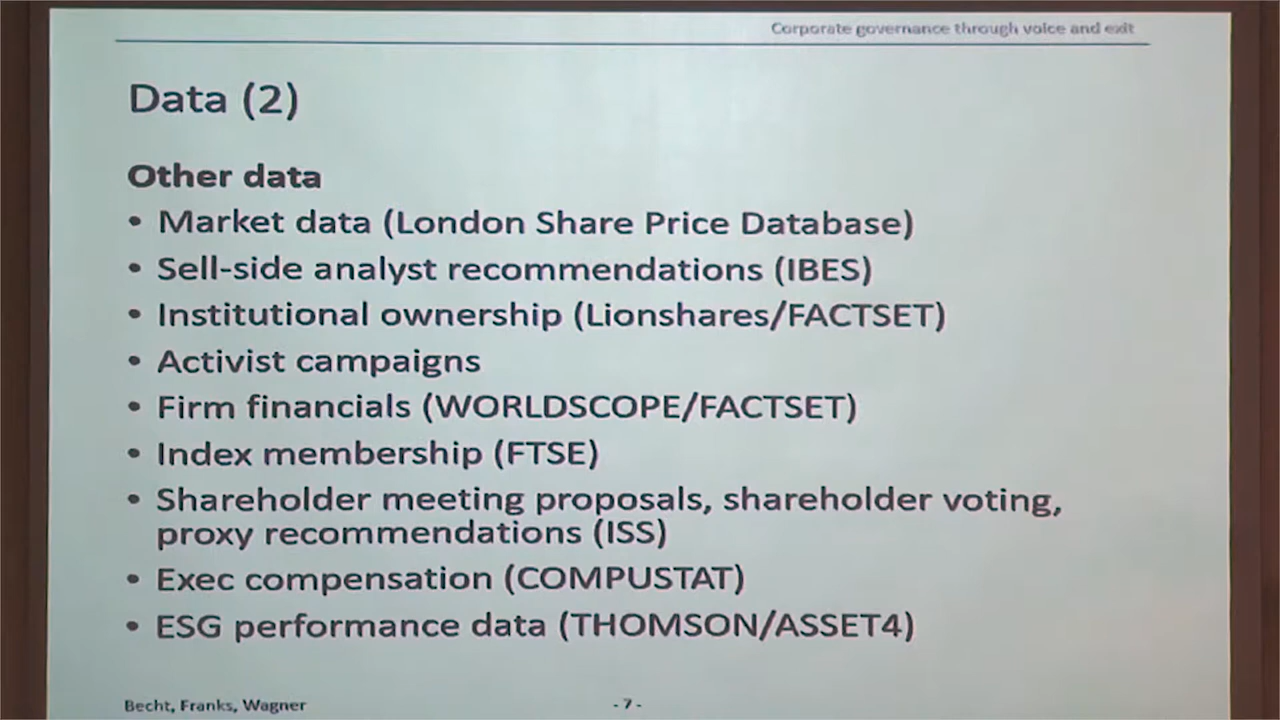 Corporate governance through voice and exit
Data (2)
Other data
• Market data (London Share Price Database)
• Sell-side analyst recommendations (IBES)
• Institutional ownership (Lionshares/FACTSET)
• Activist campaigns
• Firm financials (WORLDSCOPE/FACTSET)
• Index membership (FTSE)
• Shareholder meeting proposals, shareholder voting,
proxy recommendations (ISS)
• Exec compensation (COMPUSTAT)
• ESG performance data (THOMSON/ASSET4)
Becht, Franks, Wagner
- 7 -